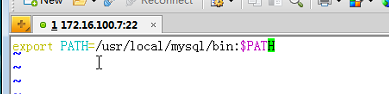 New
Reconnect
1 172.16.100.7:22
export PATH=/usr/local/mysql/bin:$PATH
~
~
~